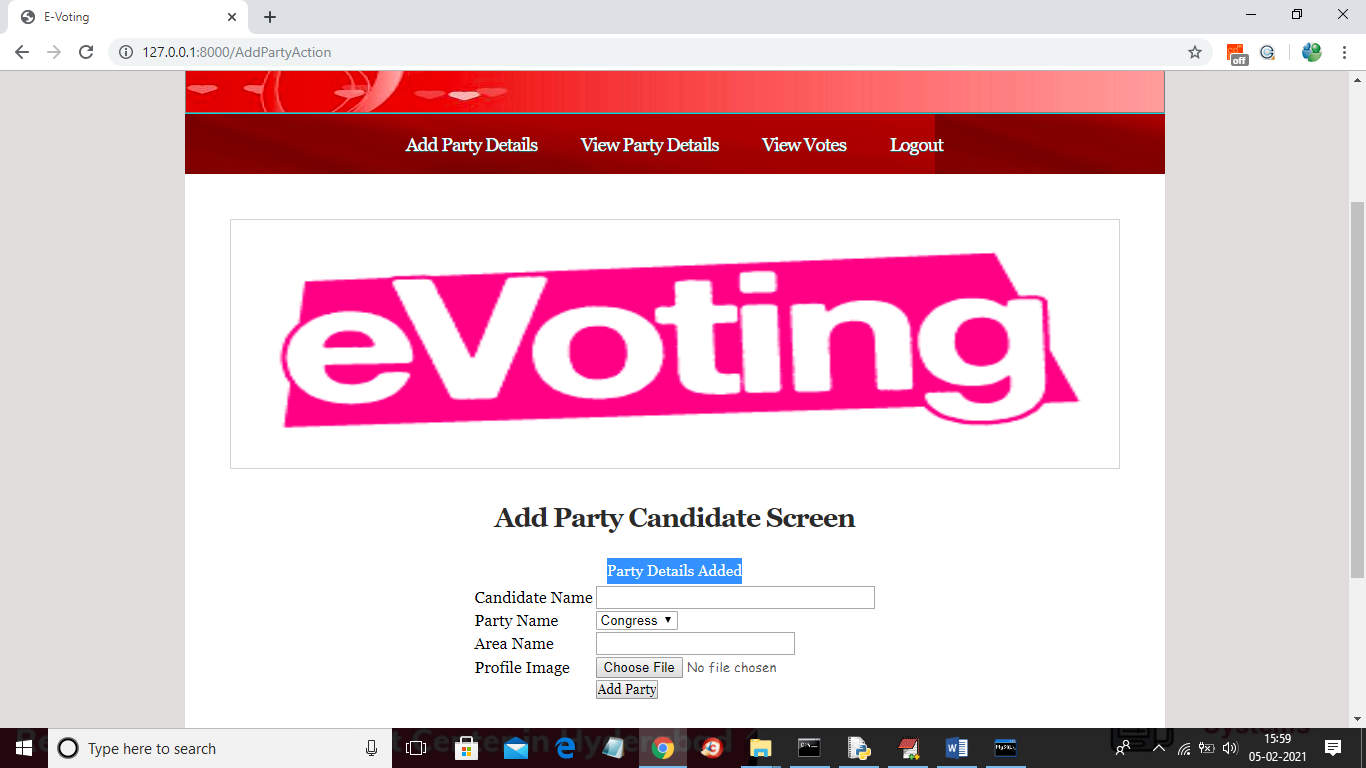 E-Voting
127.0.0.1:8000/AddPartyAction
off
Add Party Details View Party Details View Votes Logout
eVoting
Add Party Candidate Screen
Party Details Added
Candidate Name
Party Name Congress
Area Name
Profile Image Choose File No file chosen
Add Party
Type here to search
15:59
05-02-2021